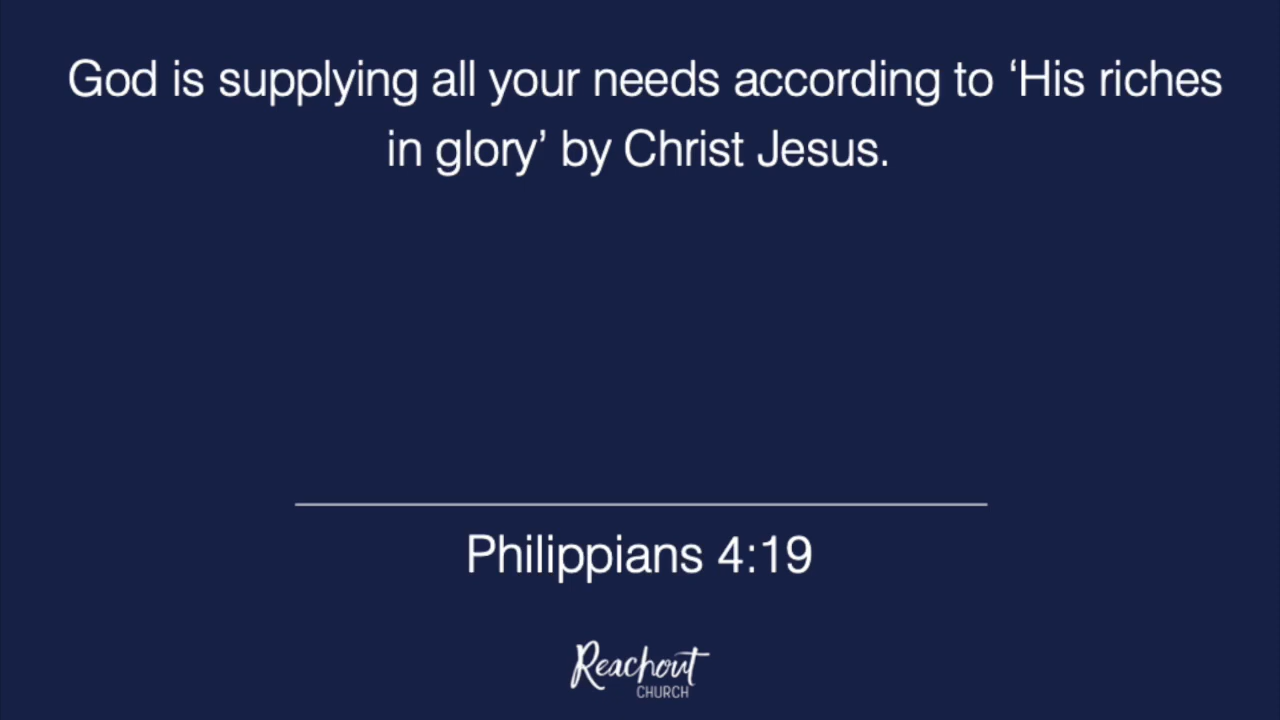 God is supplying all your needs according to ‘His riches
in glory’ by Christ Jesus.
Philippians 4:19
Reachout
CHURCH